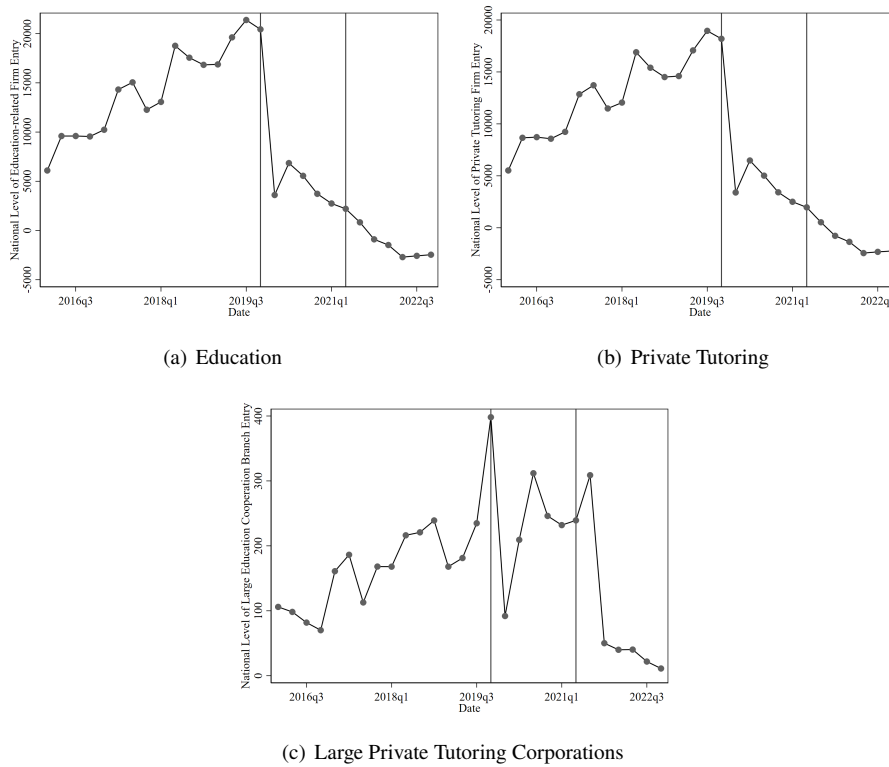 National Level of Education-related Firm Entry
20000
15000
10000
5000
0
-5000
2016q3 2018q1 2019q3 2021q1 2022q3
Date
(a) Education
National Level of Private Tutoring Firm Entry
20000
15000
10000
5000
0
-5000
2016q3 2018q1 2019q3 2021q1 2022q
Date
(b) Private Tutoring
National Level of Large Education Cooperation Branch Entry
400
300
200
100
0
2016q3 2018q1 2019q3 2021q1 2022q3
Date
(c) Large Private Tutoring Corporations